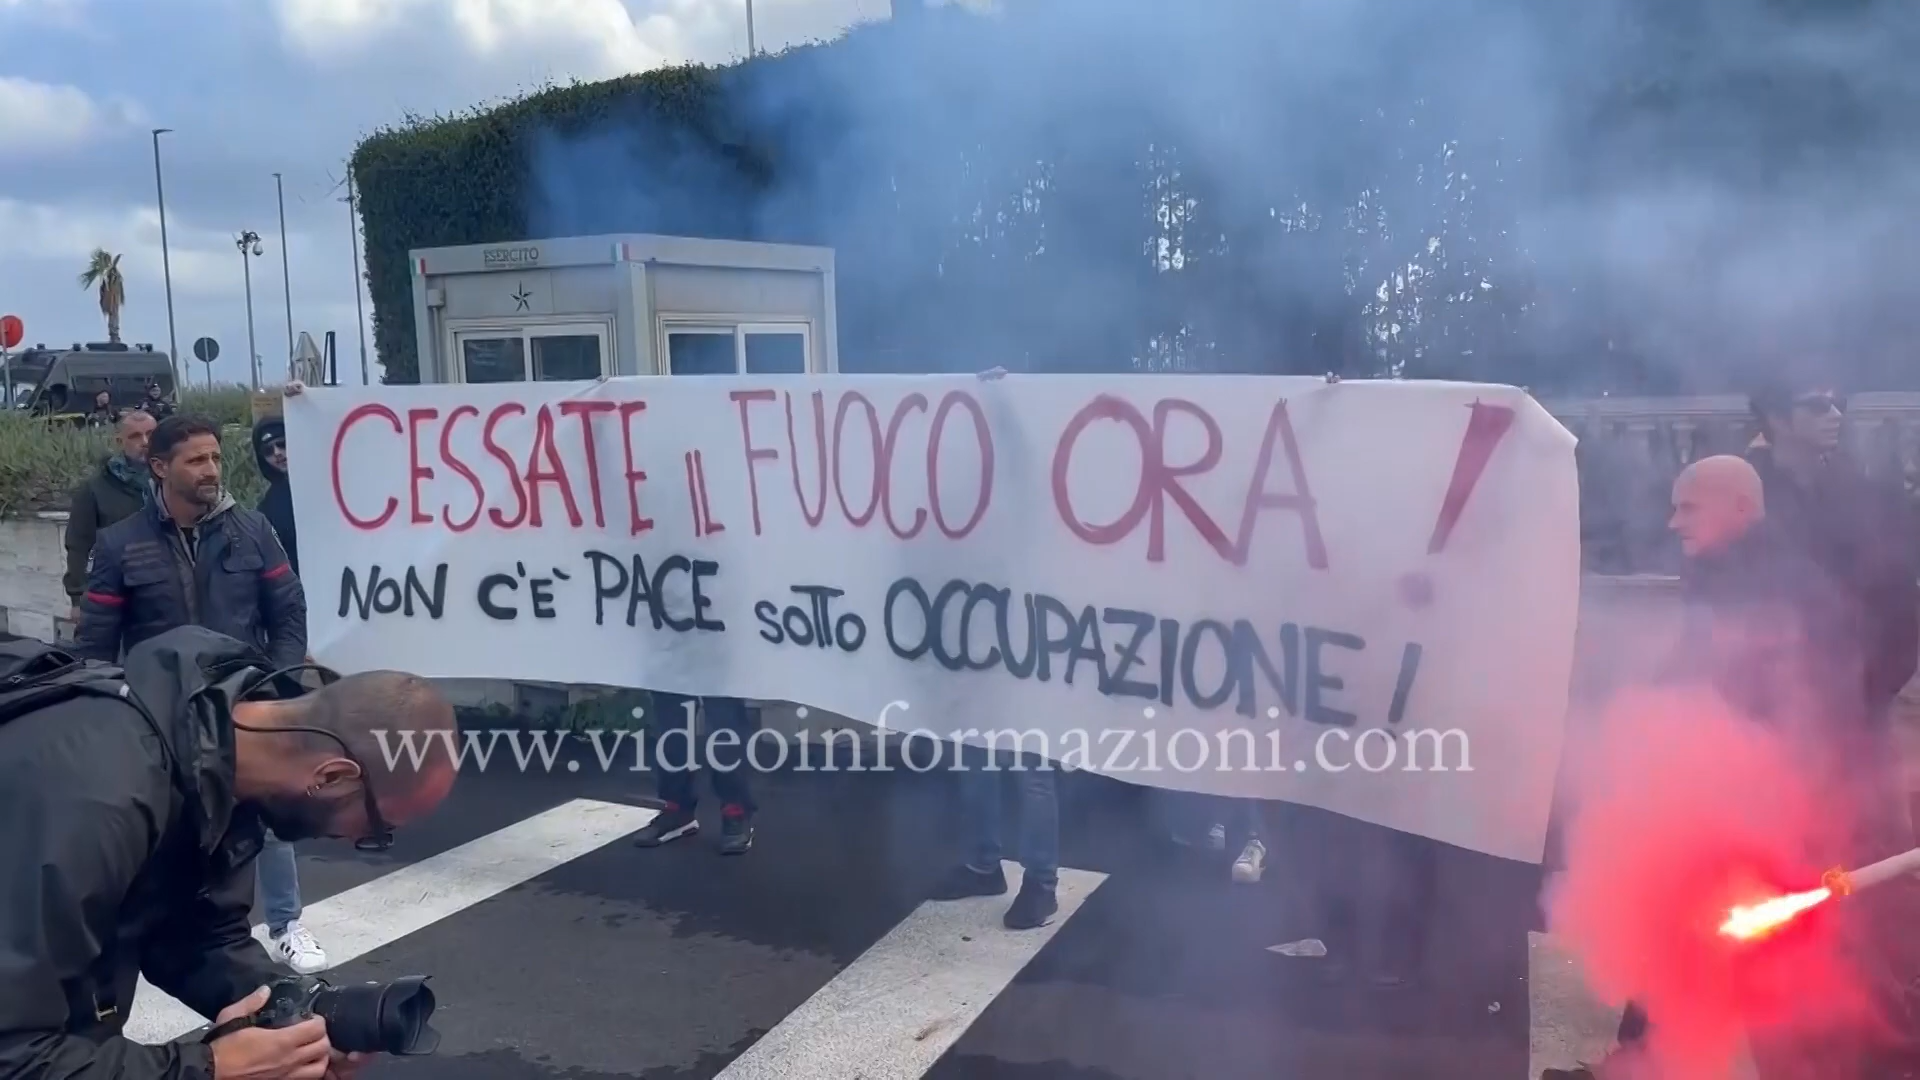 ESERCITO
CESSATE IL FUOCO ORA !
NON C'È PACE SOTTO OCCUPAZIONE !
www.videoinformazioni.com